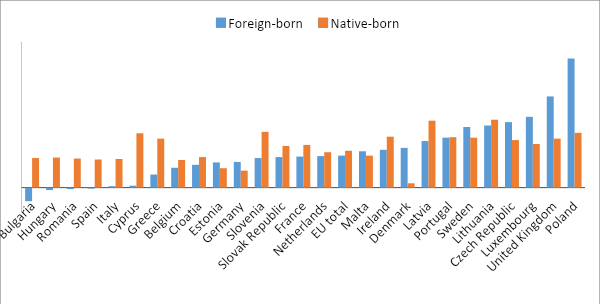 Foreign-born
Native-born
Bulgaria
Hungary
Romania
Spain
Italy
Cyprus
Greece
Belgium
Croatia
Estonia
Germany
Slovenia
Slovak Republic
France
Netherlands
EU total
Malta
Ireland
Denmark
Latvia
Portugal
Sweden
Lithuania
Czech Republic
Luxembourg
United Kingdom
Poland